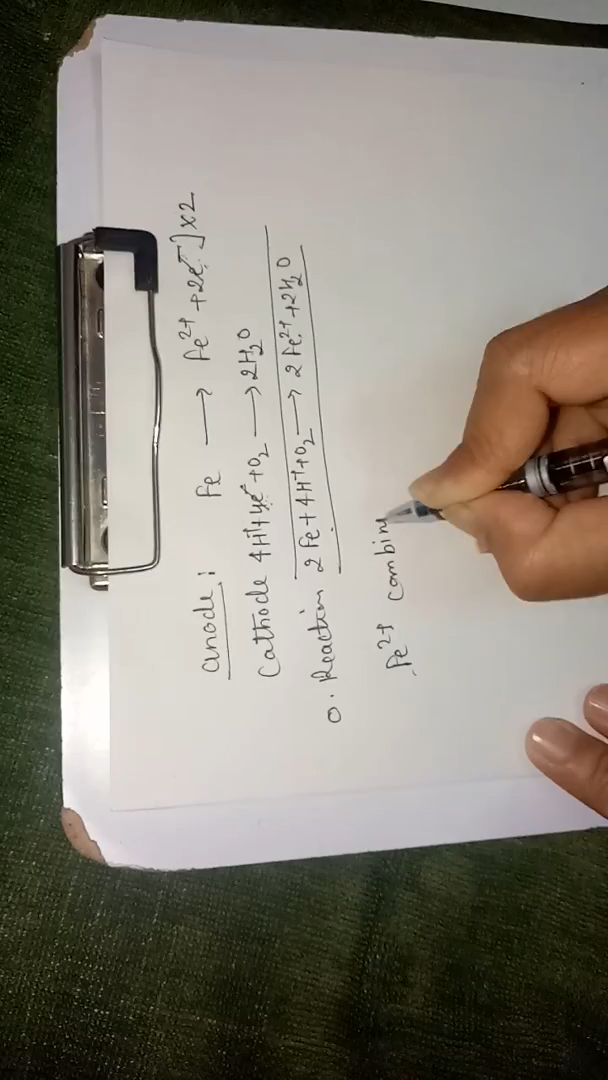 anode: Fe → Fe²⁺ + 2e⁻] x 2
Cathode 4H⁺ + 4e⁻ + O₂ → 2H₂O
O. Reaction 2Fe + 4H⁺ + O₂ → 2Fe²⁺ + 2H₂O
Fe²⁺ combin